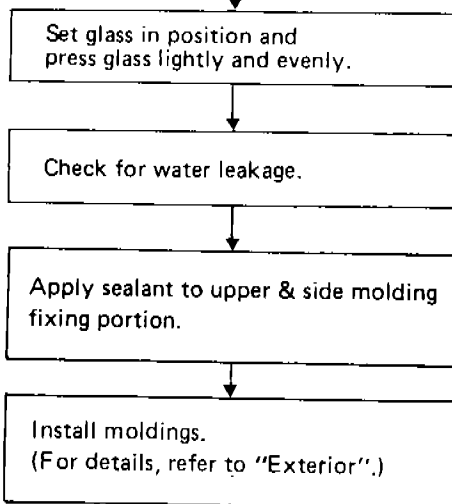 Set glass in position and
press glass lightly and evenly.
Check for water leakage.
Apply sealant to upper & side molding
fixing portion.
Install moldings.
(For details, refer to "Exterior".)